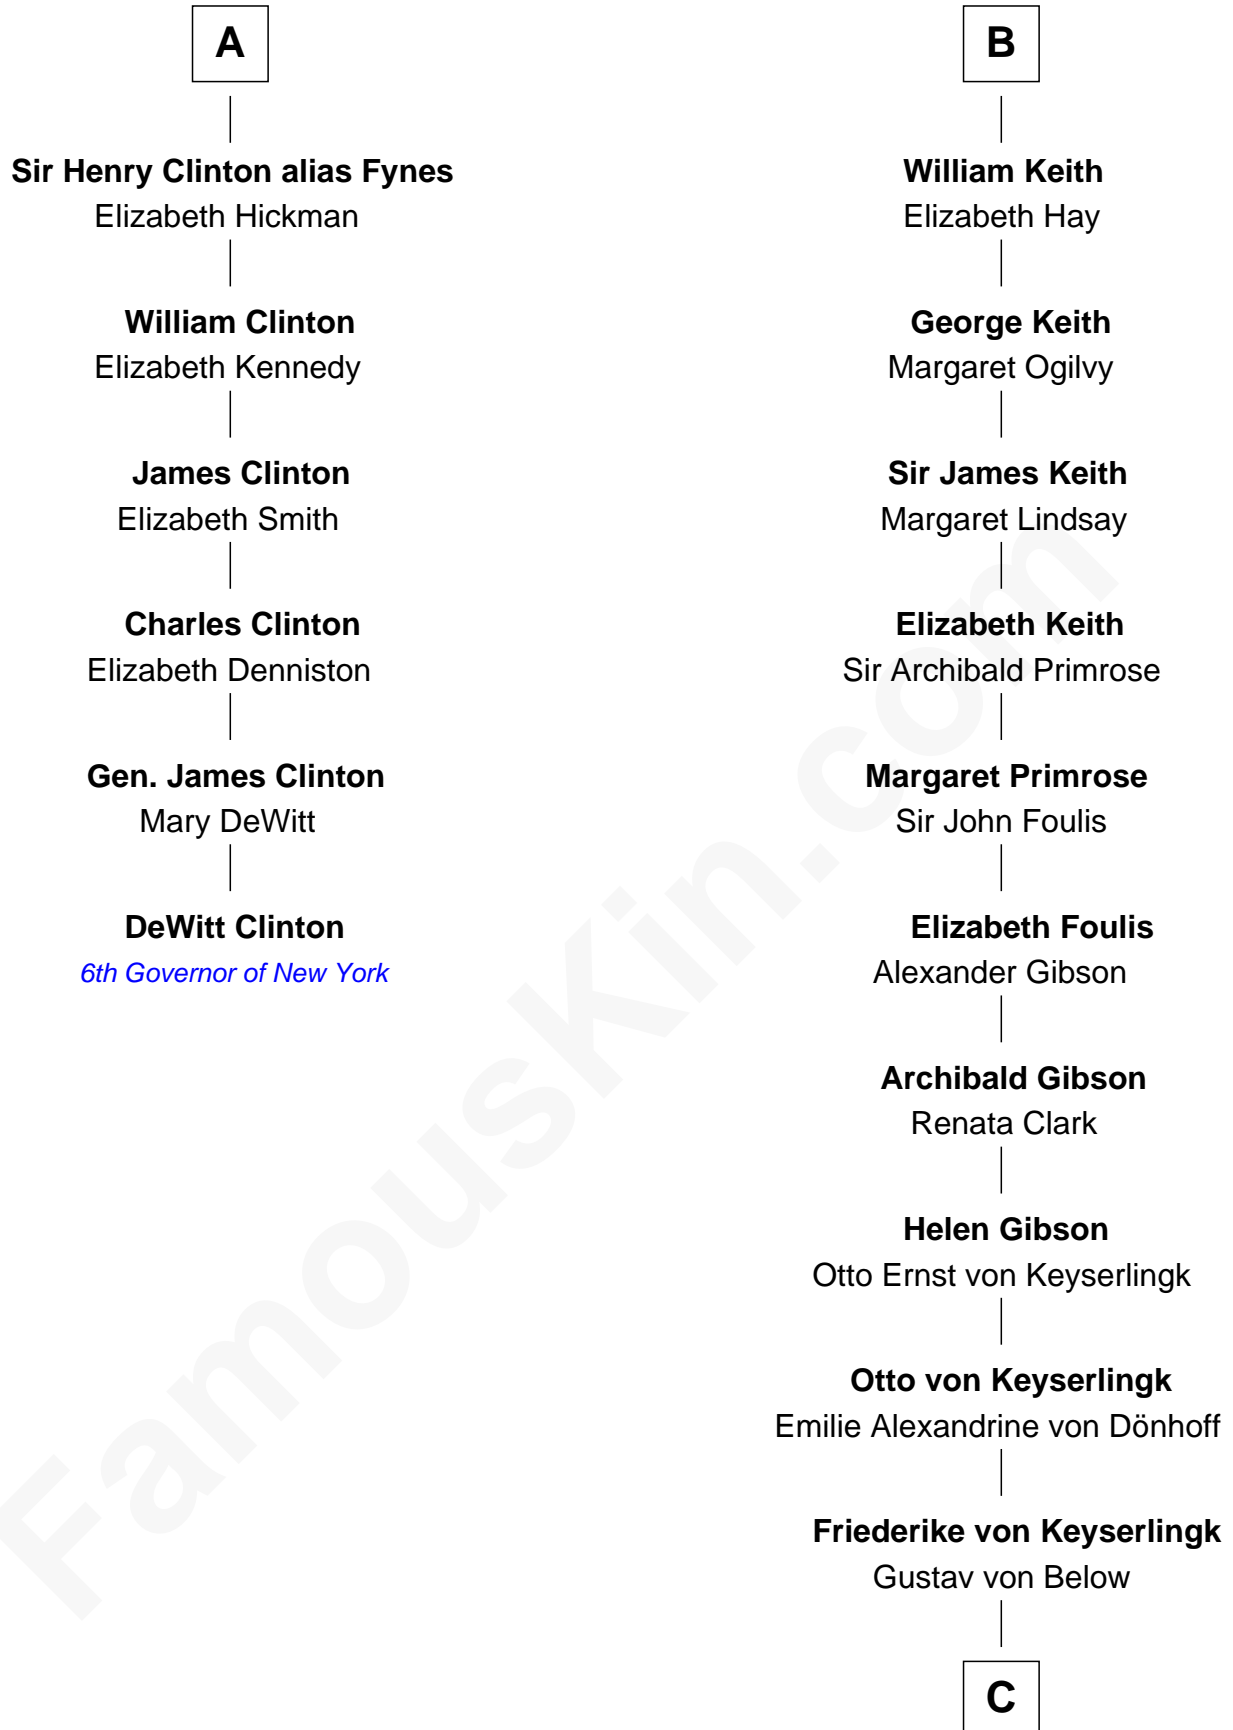 A
Sir Henry Clinton alias Fynes
Elizabeth Hickman
William Clinton
Elizabeth Kennedy
James Clinton
Elizabeth Smith
Charles Clinton
Elizabeth Denniston
Gen. James Clinton
Mary DeWitt
DeWitt Clinton
6th Governor of New York
B
William Keith
Elizabeth Hay
George Keith
Margaret Ogilvy
Sir James Keith
Margaret Lindsay
Elizabeth Keith
Sir Archibald Primrose
Margaret Primrose
Sir John Foulis
Elizabeth Foulis
Alexander Gibson
Archibald Gibson
Renata Clark
Helen Gibson
Otto Ernst von Keyserlingk
Otto von Keyserlingk
Emilie Alexandrine von Dönhoff
Friederike von Keyserlingk
Gustav von Below
C
FamousKin.com